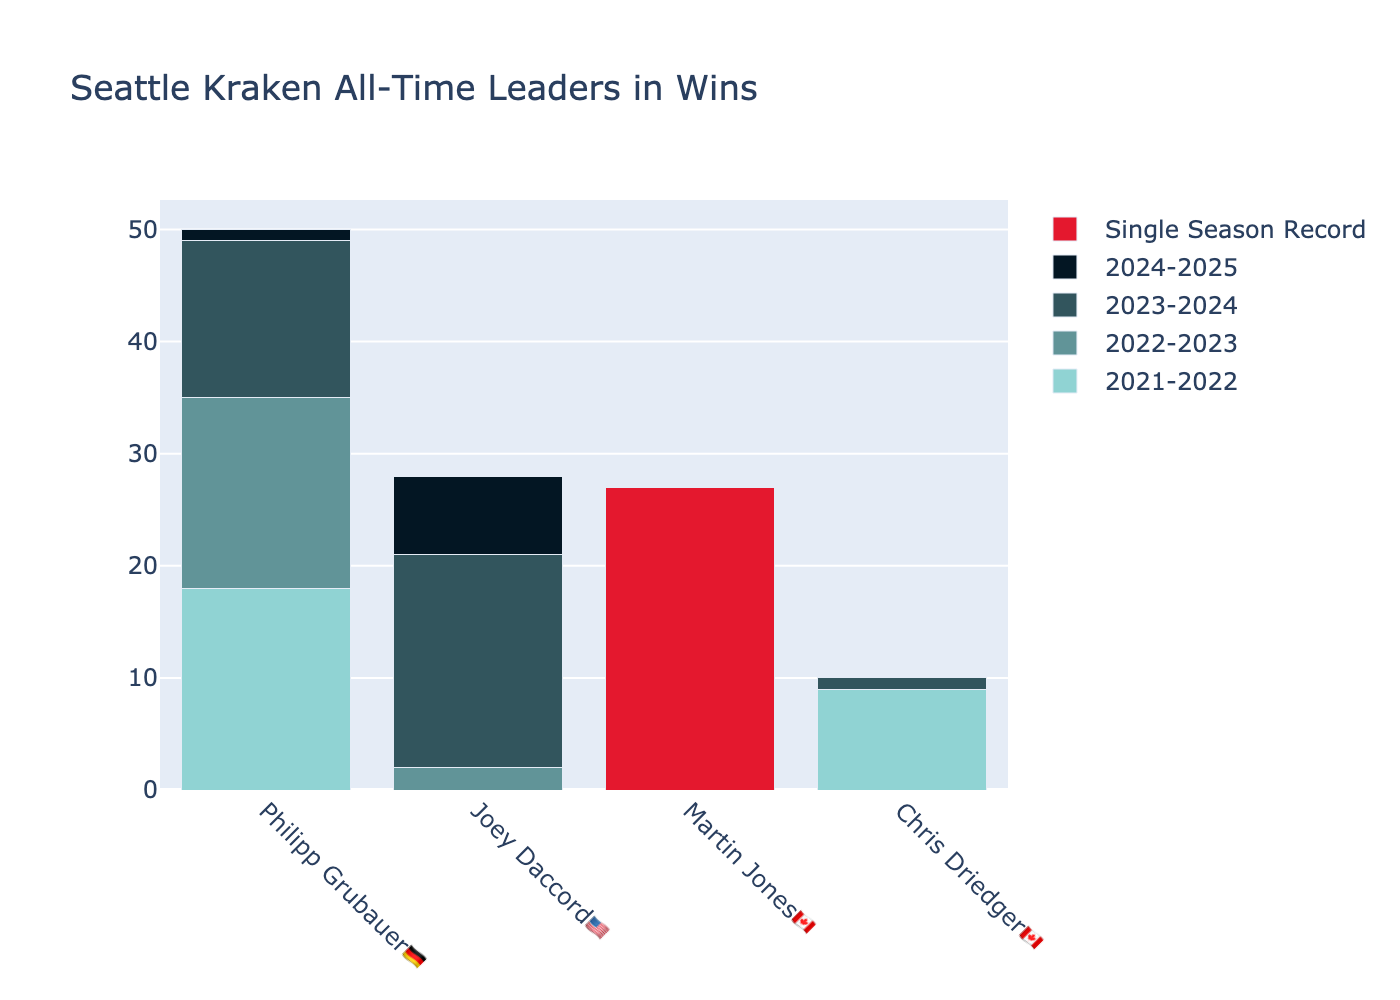 Seattle Kraken All-Time Leaders in Wins
Single Season Record
2024-2025
2023-2024
2022-2023
2021-2022
50
40
30
20
10
0
Philipp Grubauer🇩🇪
Joey Daccord🇺🇸
Martin Jones🇨🇦
Chris Driedger🇨🇦